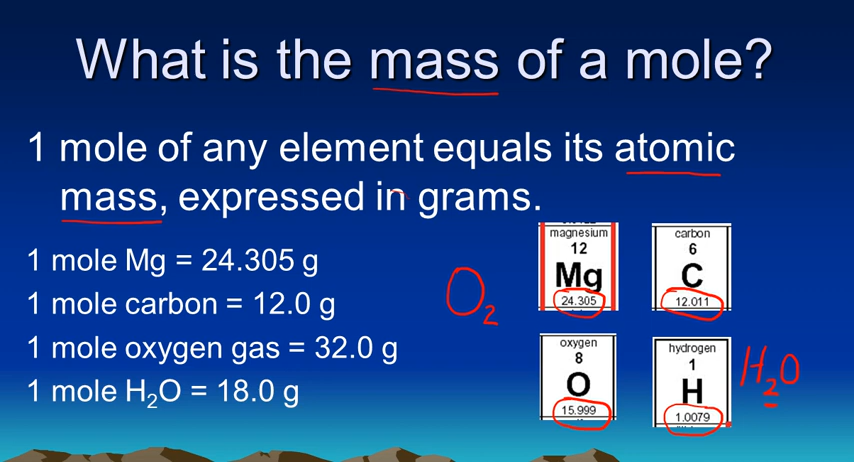 What is the mass of a mole?
1 mole of any element equals its atomic
mass, expressed in grams.
1 mole Mg = 24.305 g
1 mole carbon = 12.0 g
1 mole oxygen gas = 32.0 g
1 mole H₂O = 18.0 g
O₂
magnesium
12
Mg
24.305
carbon
6
C
12.011
oxygen
8
O
15.999
hydrogen
1
H
1.0079
H₂O